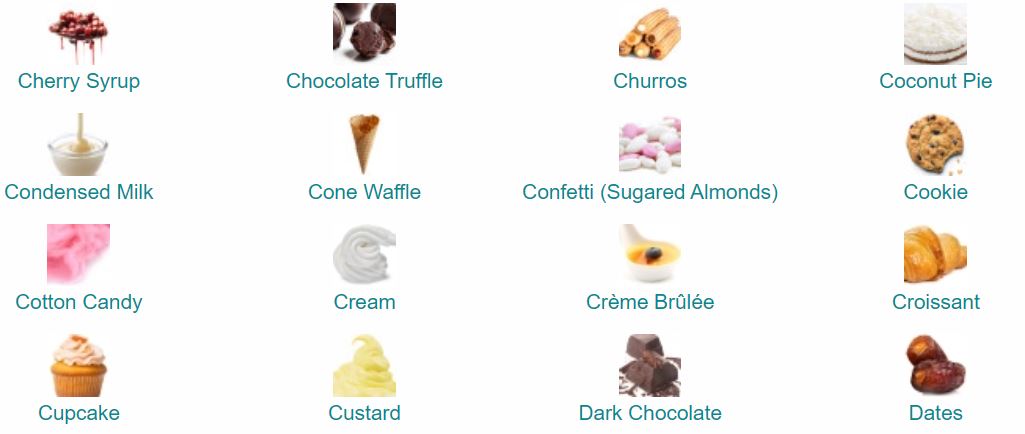 Cherry Syrup
Chocolate Truffle
Churros
Coconut Pie
Condensed Milk
Cone Waffle
Confetti (Sugared Almonds)
Cookie
Cotton Candy
Cream
Crème Brûlée
Croissant
Cupcake
Custard
Dark Chocolate
Dates